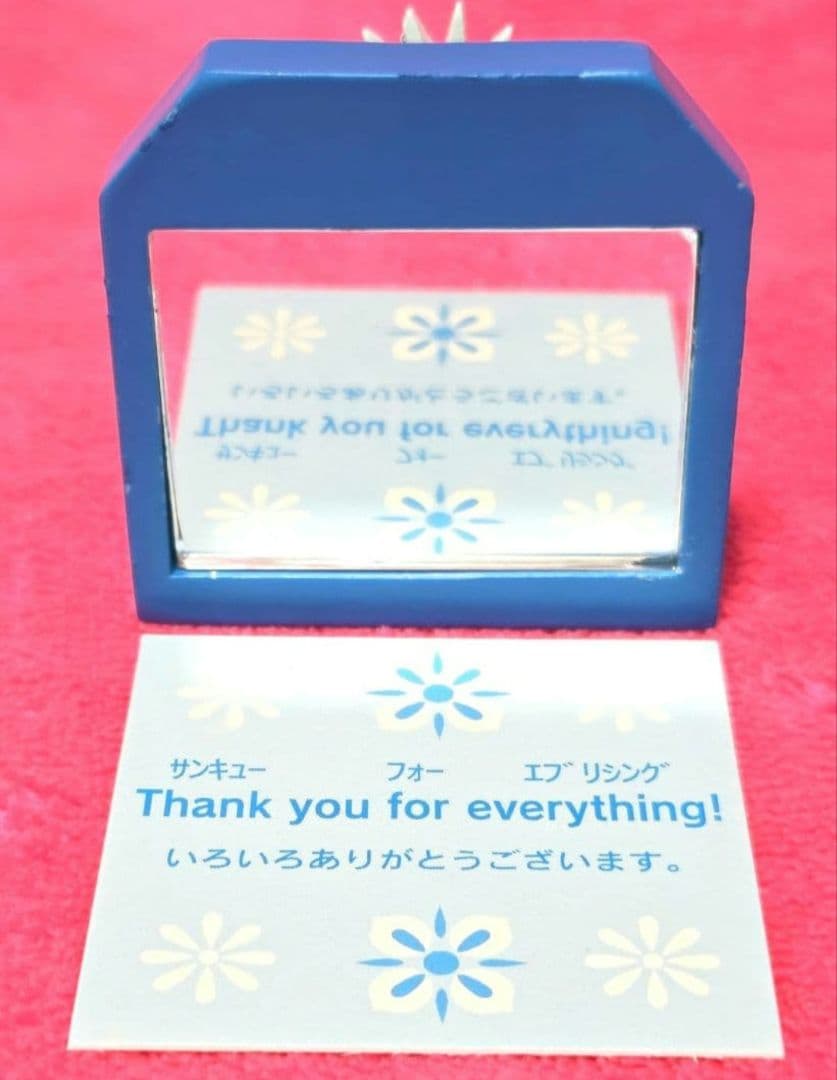 サンキュー フォー エブリシング
Thank you for everything!
いろいろありがとうございます。